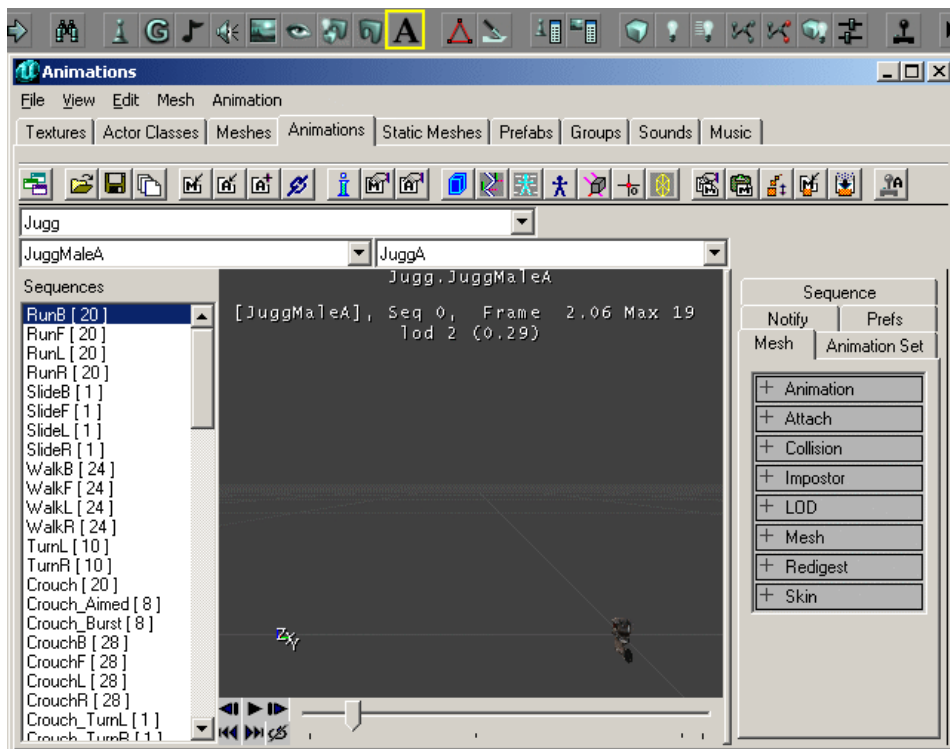 A
Animations
File View Edit Mesh Animation
Textures Actor Classes Meshes Animations Static Meshes Prefabs Groups Sounds Music
Jugg
JuggMaleA JuggA
Sequences
RunB [ 20 ]
RunF [ 20 ]
RunL [ 20 ]
RunR [ 20 ]
SlideB [ 1 ]
SlideF [ 1 ]
SlideL [ 1 ]
SlideR [ 1 ]
WalkB [ 24 ]
WalkF [ 24 ]
WalkL [ 24 ]
WalkR [ 24 ]
TurnL [ 10 ]
TurnR [ 10 ]
Crouch [ 20 ]
Crouch_Aimed [ 8 ]
Crouch_Burst [ 8 ]
CrouchB [ 28 ]
CrouchF [ 28 ]
CrouchL [ 28 ]
CrouchR [ 28 ]
Crouch_TurnL [ 1 ]
Crouch_TurnR [ 1 ]
Jugg.JuggMaleA
[JuggMaleA], Seq 0, Frame 2.06 Max 19
lod 2 (0.29)
Z X Y
Sequence
Notify Prefs
Mesh Animation Set
+ Animation
+ Attach
+ Collision
+ Impostor
+ LOD
+ Mesh
+ Redigest
+ Skin